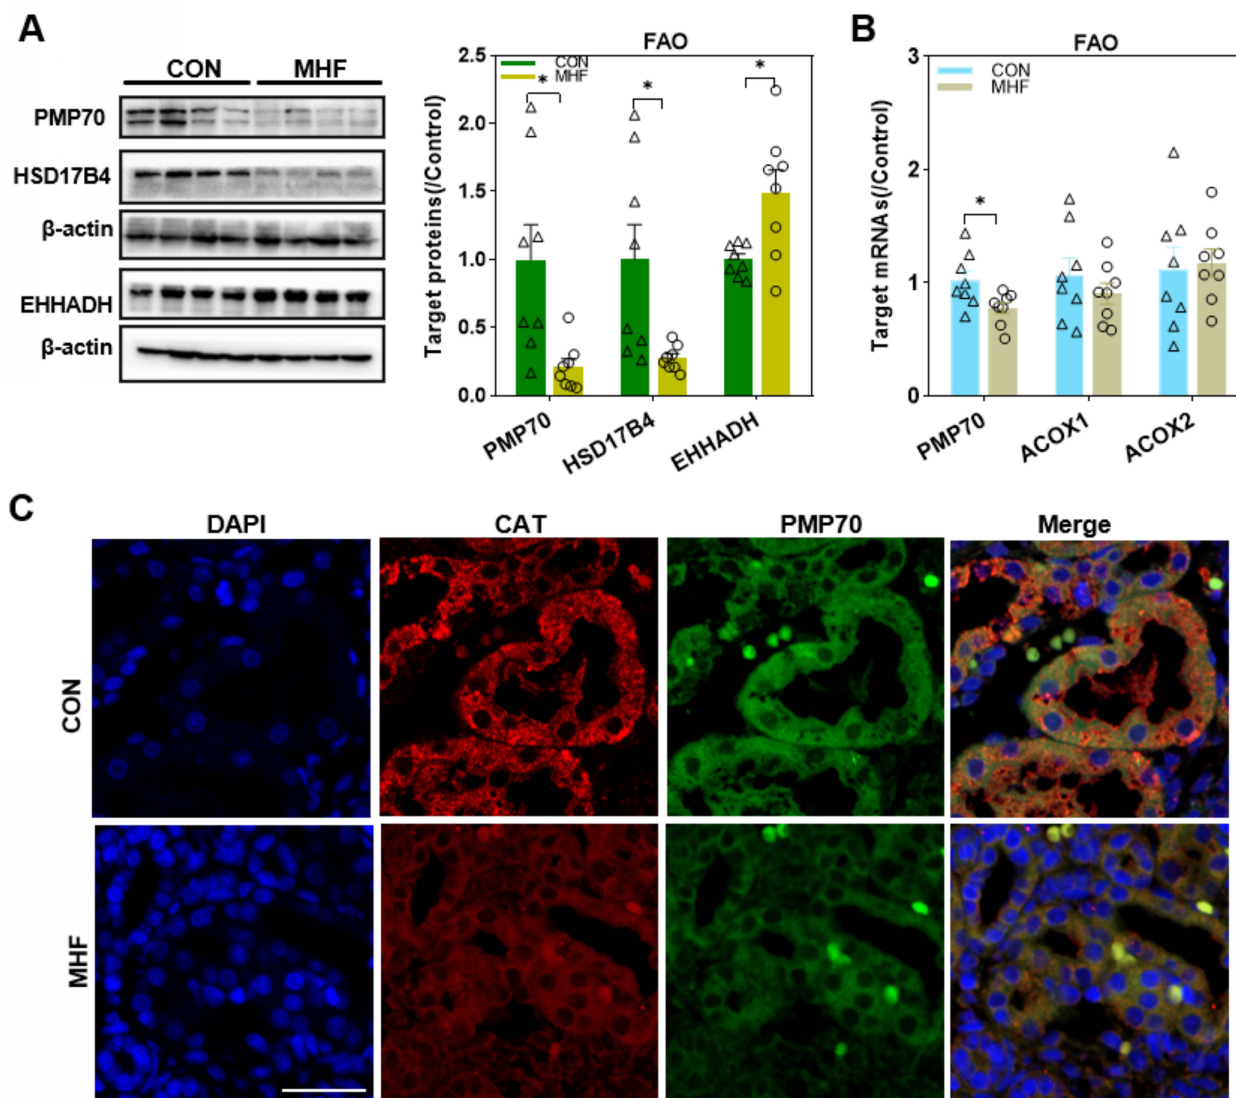 A
CON MHF
PMP70
HSD17B4
β-actin
EHHADH
β-actin
FAO
CON
MHF
Target proteins(/Control)
2.5
2.0
1.5
1.0
0.5
0.0
* * *
PMP70 HSD17B4 EHHADH
B
FAO
CON
MHF
Target mRNAs(/Control)
3
2
1
0
*
PMP70 ACOX1 ACOX2
C
DAPI CAT PMP70 Merge
CON
MHF